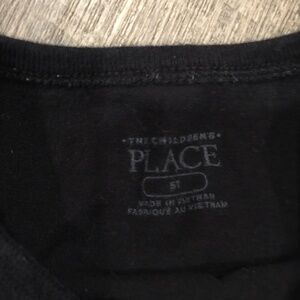 • THE CHILDREN'S •
PLACE
5T
MADE IN VIETNAM
FABRIQUÉ AU VIETNAM